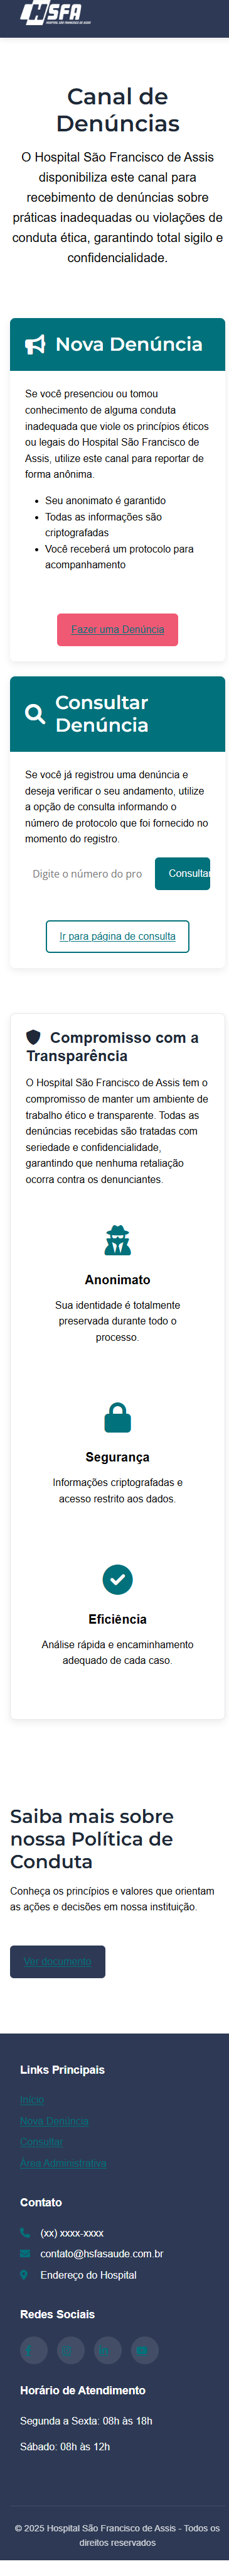 HSFA
HOSPITAL SÃO FRANCISCO DE ASSIS
Canal de
Denúncias
O Hospital São Francisco de Assis
disponibiliza este canal para
recebimento de denúncias sobre
práticas inadequadas ou violações de
conduta ética, garantindo total sigilo e
confidencialidade.
Nova Denúncia
Se você presenciou ou tomou
conhecimento de alguma conduta
inadequada que viole os princípios éticos
ou legais do Hospital São Francisco de
Assis, utilize este canal para reportar de
forma anônima.
• Seu anonimato é garantido
• Todas as informações são
criptografadas
• Você receberá um protocolo para
acompanhamento
Fazer uma Denúncia
Consultar
Denúncia
Se você já registrou uma denúncia e
deseja verificar o seu andamento, utilize
a opção de consulta informando o
número de protocolo que foi fornecido no
momento do registro.
Digite o número do pro
Consultar
Ir para página de consulta
Compromisso com a
Transparência
O Hospital São Francisco de Assis tem o
compromisso de manter um ambiente de
trabalho ético e transparente. Todas as
denúncias recebidas são tratadas com
seriedade e confidencialidade,
garantindo que nenhuma retaliação
ocorra contra os denunciantes.
Anonimato
Sua identidade é totalmente
preservada durante todo o
processo.
Segurança
Informações criptografadas e
acesso restrito aos dados.
Eficiência
Análise rápida e encaminhamento
adequado de cada caso.
Saiba mais sobre
nossa Política de
Conduta
Conheça os princípios e valores que orientam
as ações e decisões em nossa instituição.
Ver documento
Links Principais
Início
Nova Denúncia
Consultar
Área Administrativa
Contato
(xx) xxxx-xxxx
contato@hsfasaude.com.br
Endereço do Hospital
Redes Sociais
Horário de Atendimento
Segunda a Sexta: 08h às 18h
Sábado: 08h às 12h
© 2025 Hospital São Francisco de Assis - Todos os
direitos reservados